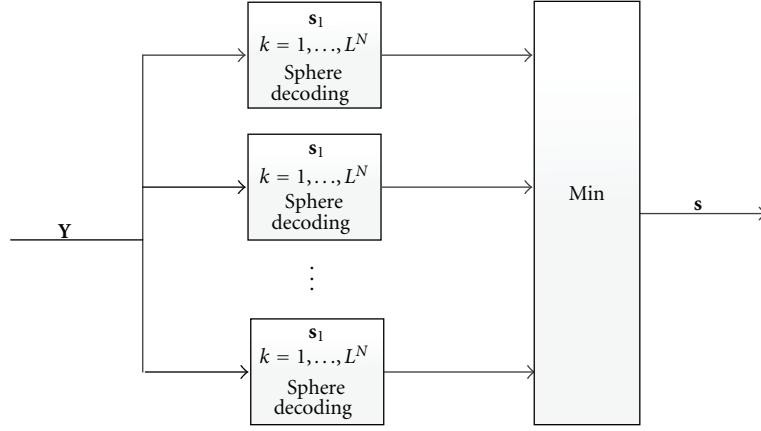 s₁
k = 1,…,L^N
Sphere
decoding
s₁
k = 1,…,L^N
Sphere
decoding
Y
⋮
s₁
k = 1,…,L^N
Sphere
decoding
Min
s